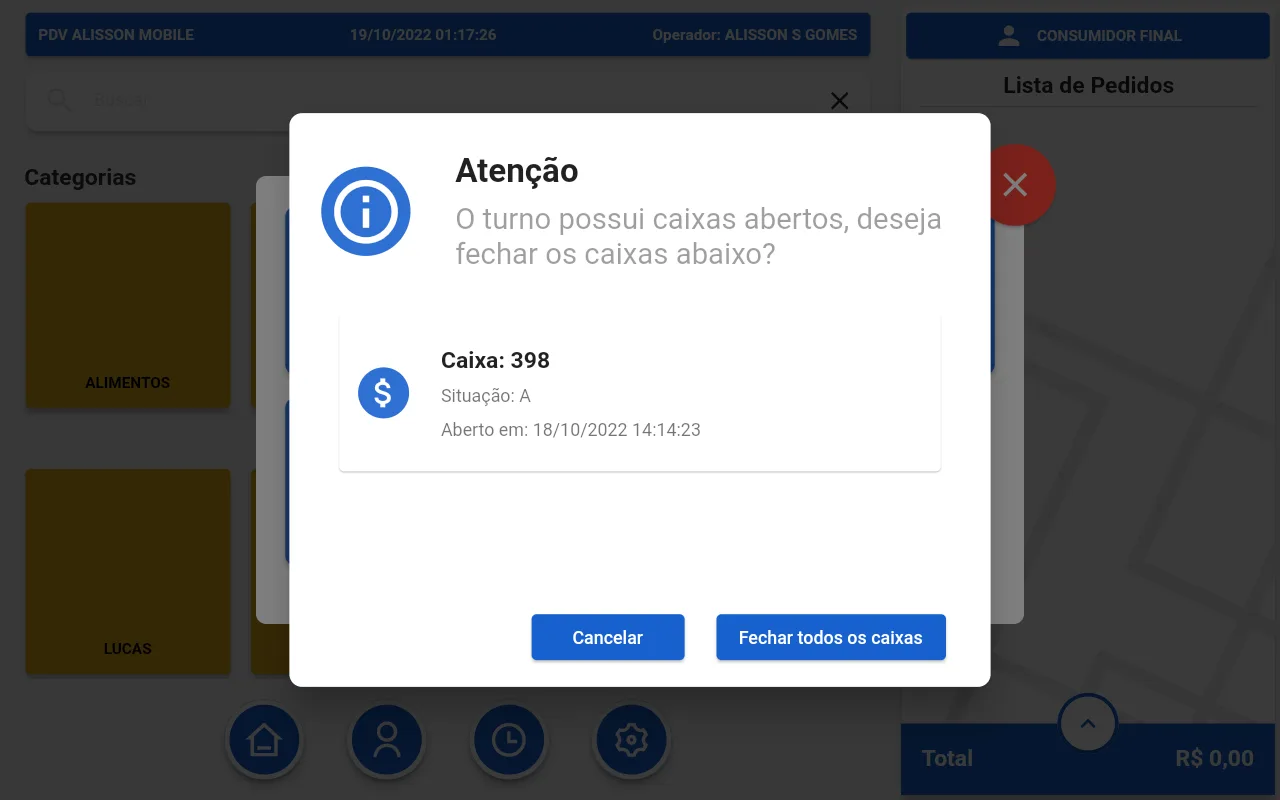 PDV ALISSON MOBILE
19/10/2022 01:17:26
Operador: ALISSON S GOMES
CONSUMIDOR FINAL
Buscar
Lista de Pedidos
Categorias
ALIMENTOS
LUCAS
Atenção
O turno possui caixas abertos, deseja
fechar os caixas abaixo?
Caixa: 398
Situação: A
Aberto em: 18/10/2022 14:14:23
Cancelar
Fechar todos os caixas
Total
R$ 0,00